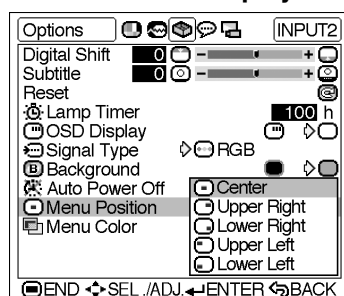 Options INPUT2
Digital Shift 0 - +
Subtitle 0 - +
Reset
Lamp Timer 100 h
OSD Display
Signal Type RGB
B Background
Auto Power Off
Menu Position
Menu Color
Center
Upper Right
Lower Right
Upper Left
Lower Left
END SEL./ADJ. ENTER BACK